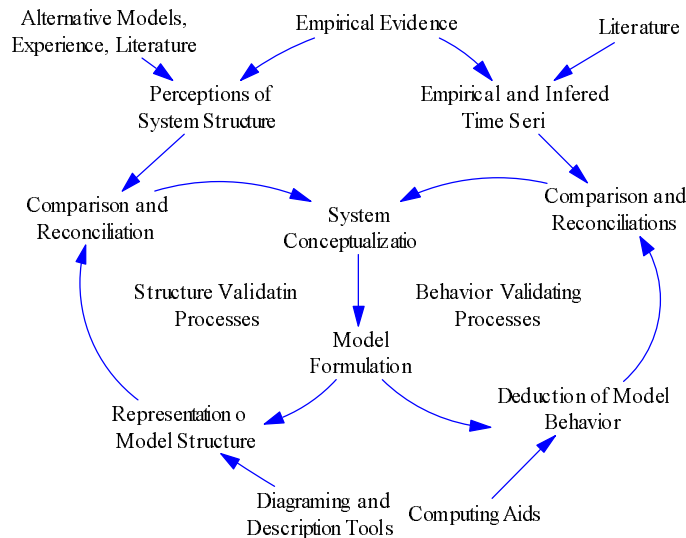 Alternative Models,
Experience, Literature
Empirical Evidence
Literature
Perceptions of
System Structure
Empirical and Infered
Time Seri
Comparison and
Reconciliation
System
Conceptualizatio
Comparison and
Reconciliations
Structure Validatin
Processes
Behavior Validating
Processes
Model
Formulation
Representation o
Model Structure
Deduction of Model
Behavior
Diagraming and
Description Tools
Computing Aids